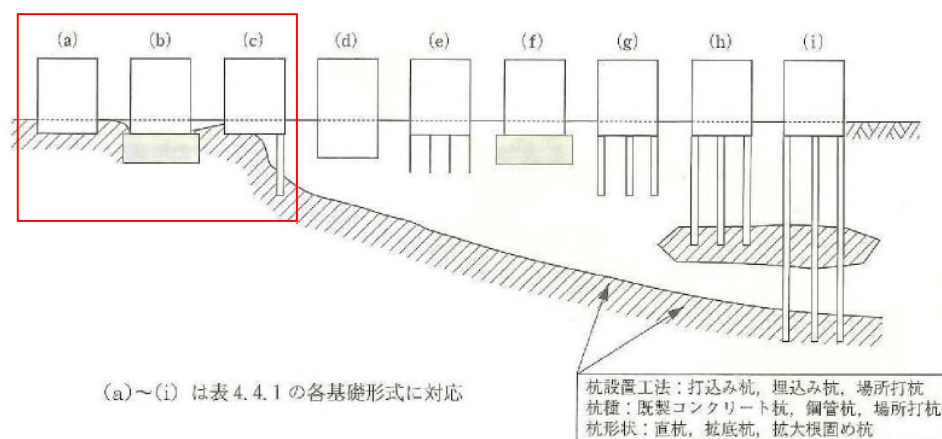 (a) (b) (c) (d) (e) (f) (g) (h) (i)
(a)～(i) は表4.4.1の各基礎形式に対応
杭設置工法：打込み杭，埋込み杭，場所打杭
杭種：既製コンクリート杭，鋼管杭，場所打杭
杭形状：直杭，拡底杭，拡大根固め杭